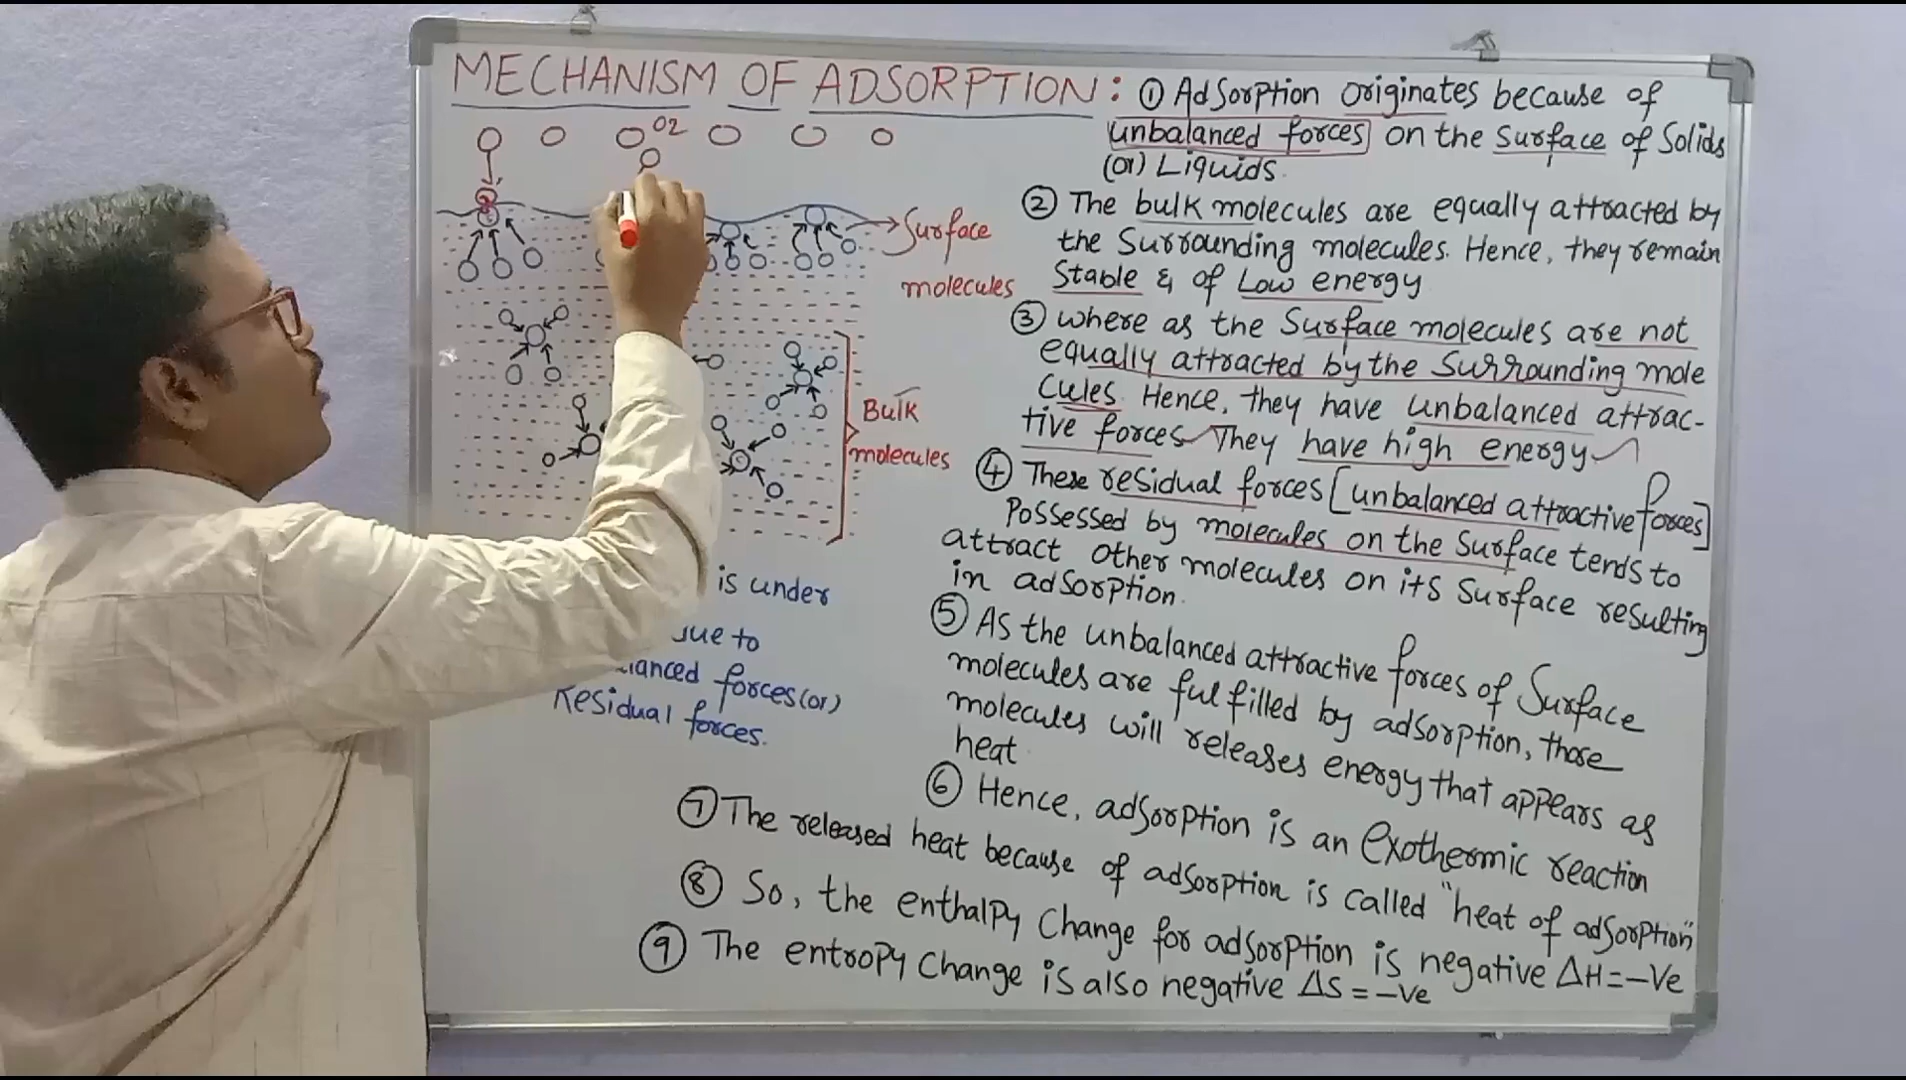 MECHANISM OF ADSORPTION: ① Adsorption originates because of
unbalanced forces] on the surface of Solids
(or) Liquids.
O2
② The bulk molecules are equally attracted by
the Surrounding molecules. Hence, they remain
Stable & of Low energy
③ where as the Surface molecules are not
equally attracted by the Surrounding mole
cules. Hence, they have unbalanced attrac-
tive forces They have high energy
④ These residual forces [unbalanced attractive forces]
Possessed by molecules on the Surface tends to
attract other molecules on its Surface resulting
in adsorption.
⑤ As the unbalanced attractive forces of Surface
molecules are fulfilled by adsorption, those
molecules will releases energy that appears as
heat.
⑥ Hence, adsorption is an Exothermic reaction
⑦ The released heat because of adsorption is called "heat of adsorption"
⑧ So, the enthalpy Change for adsorption is negative ΔH = -Ve
⑨ The entropy Change is also negative ΔS = -Ve
Surface
molecules
Bulk
molecules
is under
due to
forces (or)
Residual forces.